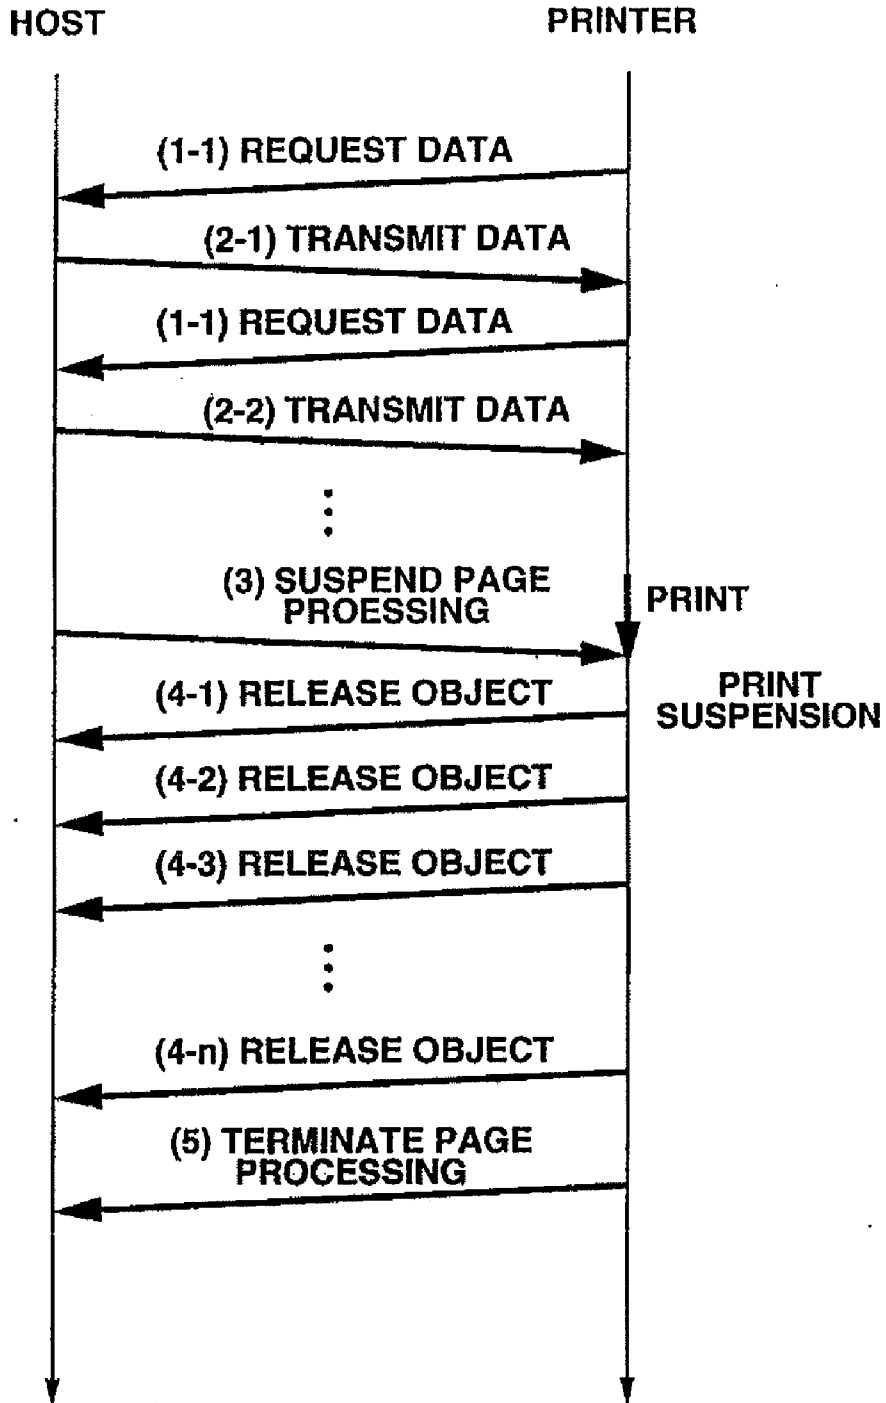 HOST
PRINTER
(1-1) REQUEST DATA
(2-1) TRANSMIT DATA
(1-1) REQUEST DATA
(2-2) TRANSMIT DATA
(3) SUSPEND PAGE
PROESSING
PRINT
(4-1) RELEASE OBJECT
PRINT
SUSPENSION
(4-2) RELEASE OBJECT
(4-3) RELEASE OBJECT
(4-n) RELEASE OBJECT
(5) TERMINATE PAGE
PROCESSING